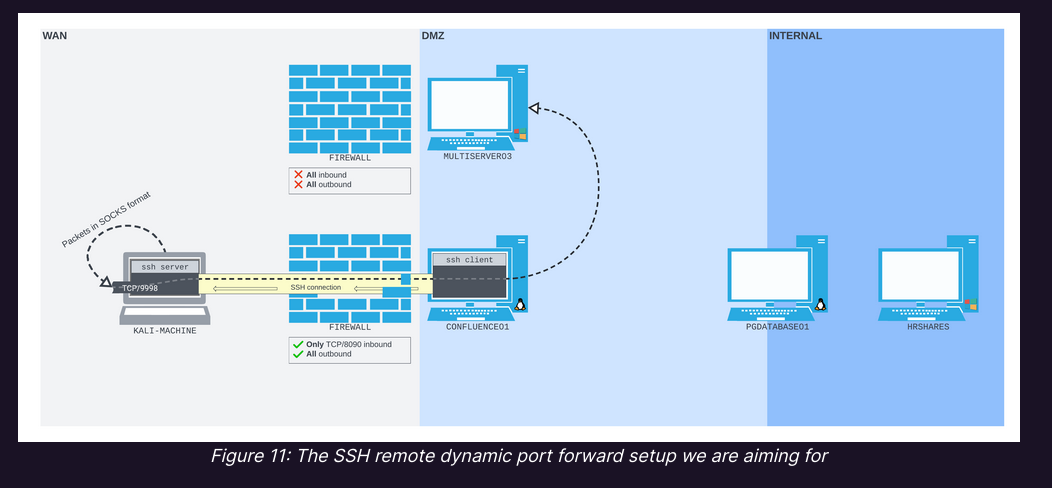 WAN
DMZ
INTERNAL
FIREWALL
All inbound
All outbound
MULTISERVER03
Packets in SOCKS format
ssh server
TCP/9998
KALI-MACHINE
SSH connection
FIREWALL
Only TCP/8090 inbound
All outbound
ssh client
CONFLUENCE01
PGDATABASE01
HRSHARES
Figure 11: The SSH remote dynamic port forward setup we are aiming for